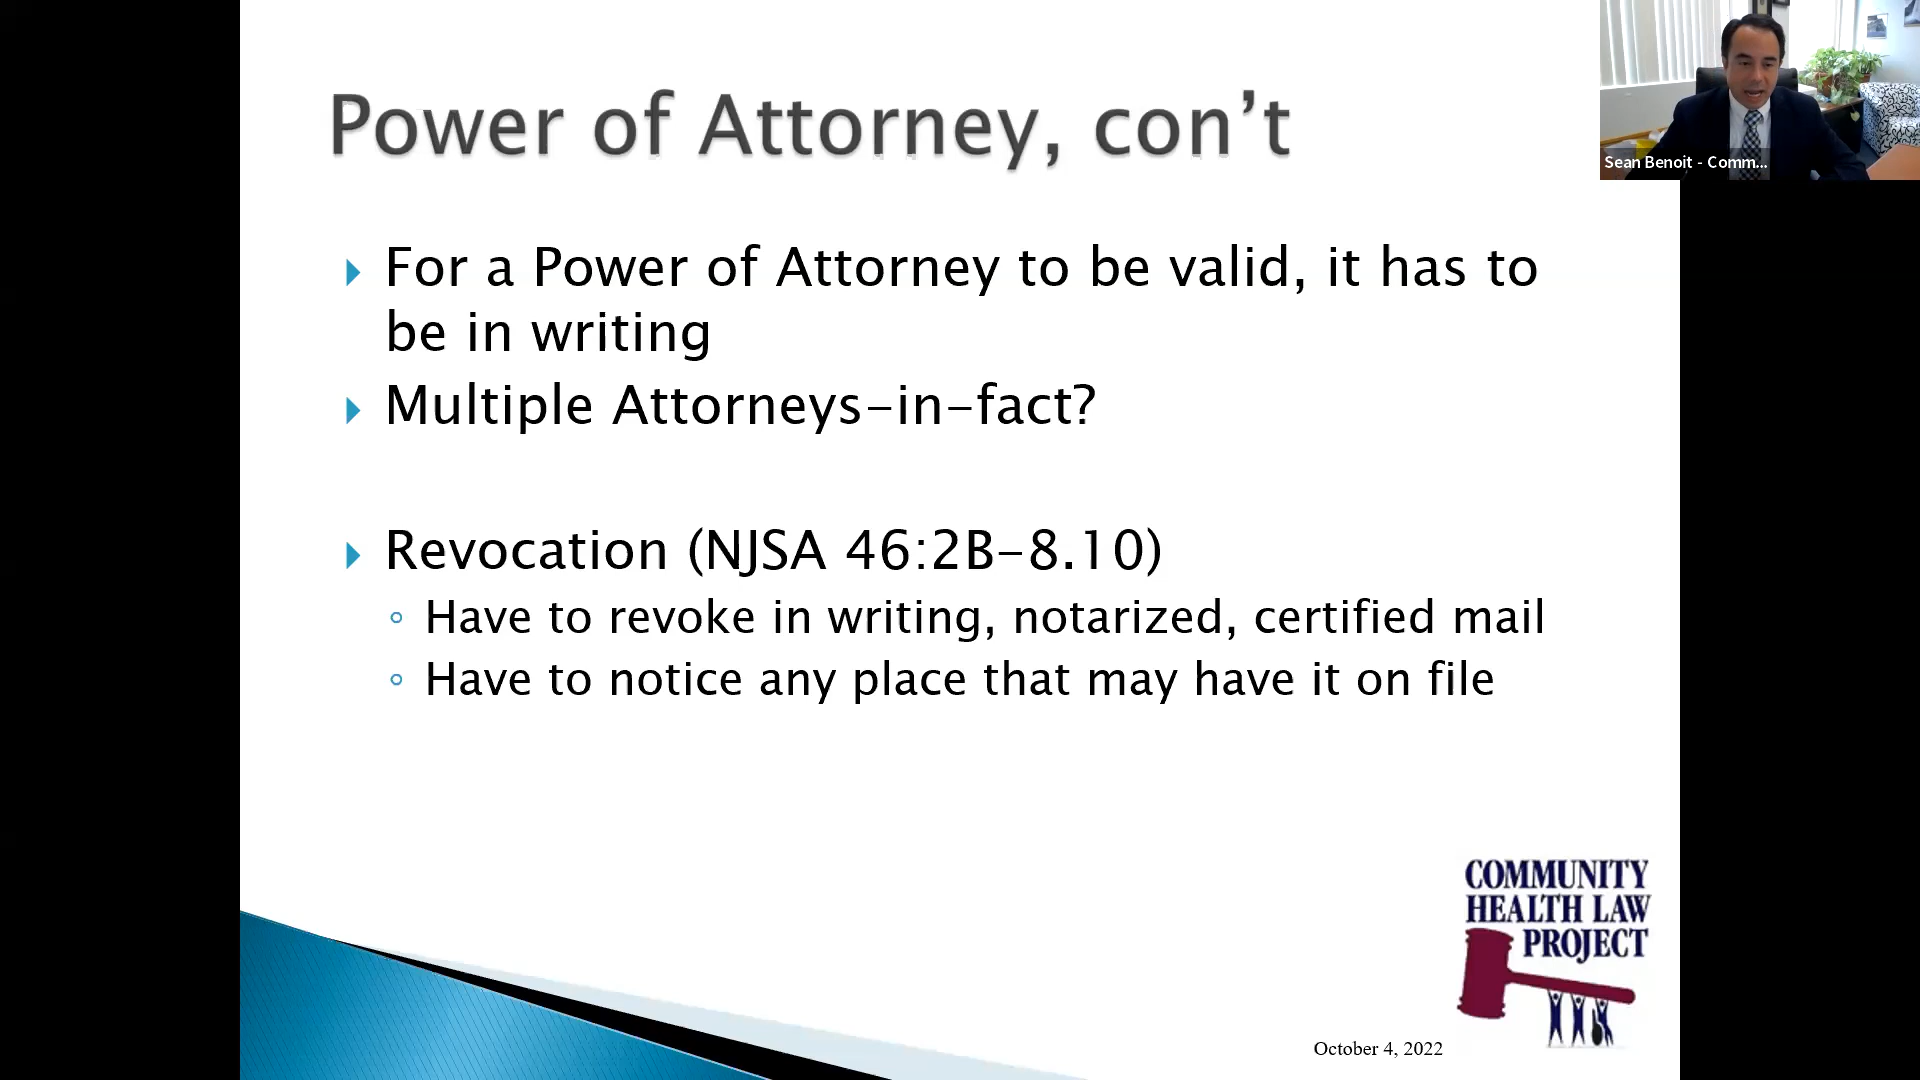 Power of Attorney, con’t
Sean Benoit - Comm...
For a Power of Attorney to be valid, it has to
be in writing
Multiple Attorneys-in-fact?
Revocation (NJSA 46:2B-8.10)
Have to revoke in writing, notarized, certified mail
Have to notice any place that may have it on file
COMMUNITY
HEALTH LAW
PROJECT
October 4, 2022